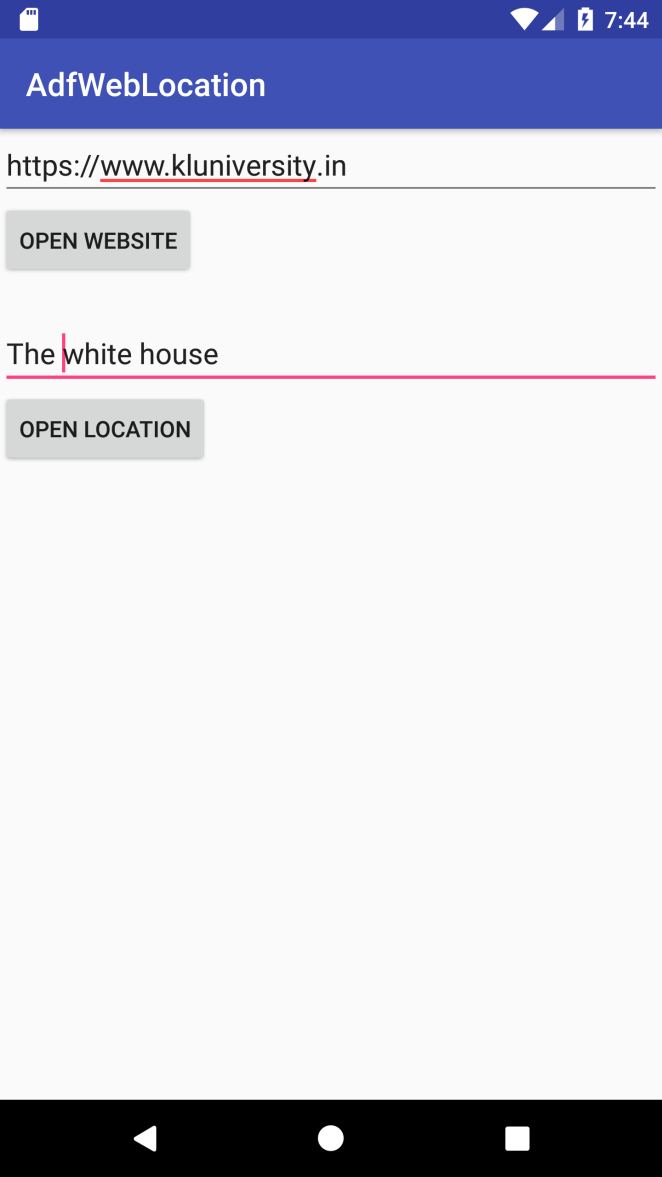 7:44
AdfWebLocation
https://www.kluniversity.in
OPEN WEBSITE
The white house
OPEN LOCATION